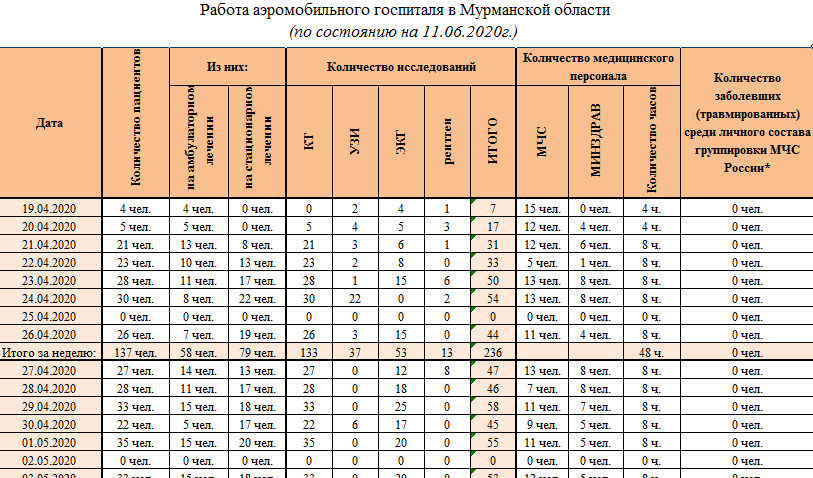 Работа аэромобильного госпиталя в Мурманской области
(по состоянию на 11.06.2020г.)
Дата
Количество пациентов
Из них:
на амбулаторном лечении
на стационарном лечении
Количество исследований
КТ
УЗИ
ЭКГ
рентген
ИТОГО
Количество медицинского персонала
МЧС
МИНЗДРАВ
Количество часов
Количество заболевших (травмированных) среди личного состава группировки МЧС России*
19.04.2020 4 чел. 4 чел. 0 чел. 0 2 4 1 7 15 чел. 0 чел. 4 ч. 0 чел.
20.04.2020 5 чел. 5 чел. 0 чел. 5 4 5 3 17 12 чел. 4 чел. 4 ч. 0 чел.
21.04.2020 21 чел. 13 чел. 8 чел. 21 3 6 1 31 12 чел. 6 чел. 8 ч. 0 чел.
22.04.2020 23 чел. 10 чел. 13 чел. 23 2 8 0 33 5 чел. 1 чел. 8 ч. 0 чел.
23.04.2020 28 чел. 11 чел. 17 чел. 28 1 15 6 50 13 чел. 8 чел. 8 ч. 0 чел.
24.04.2020 30 чел. 8 чел. 22 чел. 30 22 0 2 54 13 чел. 8 чел. 8 ч. 0 чел.
25.04.2020 0 чел. 0 чел. 0 чел. 0 0 0 0 0 0 чел. 0 чел. 0 ч. 0 чел.
26.04.2020 26 чел. 7 чел. 19 чел. 26 3 15 0 44 11 чел. 4 чел. 8 ч. 0 чел.
Итого за неделю: 137 чел. 58 чел. 79 чел. 133 37 53 13 236 48 ч. 0 чел.
27.04.2020 27 чел. 14 чел. 13 чел. 27 0 12 8 47 13 чел. 8 чел. 8 ч. 0 чел.
28.04.2020 28 чел. 11 чел. 17 чел. 28 0 18 0 46 7 чел. 8 чел. 8 ч. 0 чел.
29.04.2020 33 чел. 15 чел. 18 чел. 33 0 25 0 58 11 чел. 7 чел. 8 ч. 0 чел.
30.04.2020 22 чел. 5 чел. 17 чел. 22 6 17 0 45 9 чел. 5 чел. 8 ч. 0 чел.
01.05.2020 35 чел. 15 чел. 20 чел. 35 0 20 0 55 11 чел. 5 чел. 8 ч. 0 чел.
02.05.2020 0 чел. 0 чел. 0 чел. 0 0 0 0 0 0 чел. 0 чел. 0 ч. 0 чел.